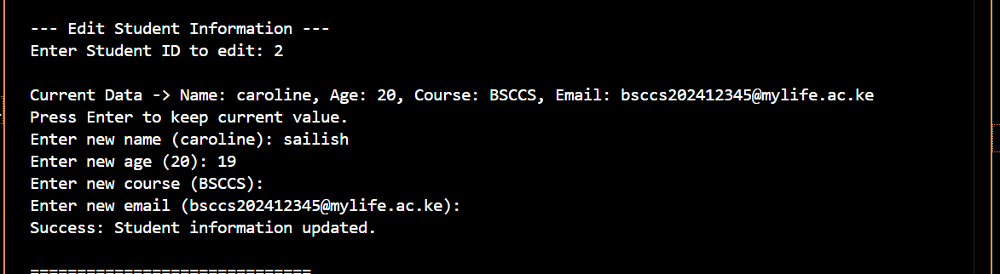 --- Edit Student Information ---
Enter Student ID to edit: 2
Current Data -> Name: caroline, Age: 20, Course: BSCCS, Email: bsccs202412345@mylife.ac.ke
Press Enter to keep current value.
Enter new name (caroline): sailish
Enter new age (20): 19
Enter new course (BSCCS):
Enter new email (bsccs202412345@mylife.ac.ke):
Success: Student information updated.
==============================